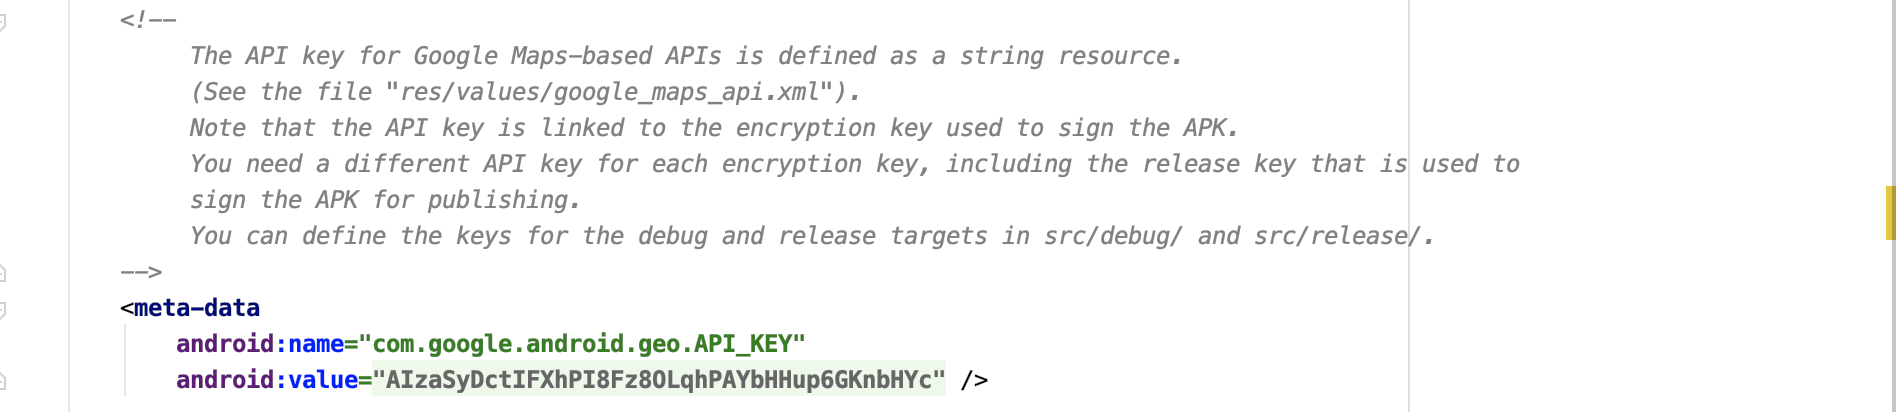 <!--
The API key for Google Maps-based APIs is defined as a string resource.
(See the file "res/values/google_maps_api.xml").
Note that the API key is linked to the encryption key used to sign the APK.
You need a different API key for each encryption key, including the release key that is used to
sign the APK for publishing.
You can define the keys for the debug and release targets in src/debug/ and src/release/.
-->
<meta-data
android:name="com.google.android.geo.API_KEY"
android:value="AIzaSyDctIFXhPI8Fz8OLqhPAYbHHup6GKnbHYc" />